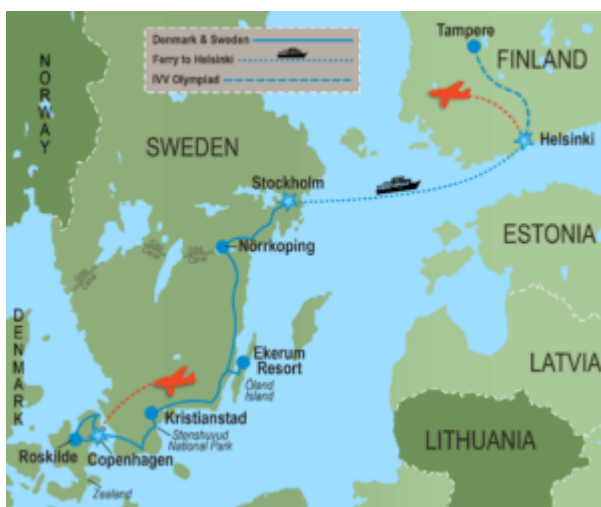 Denmark & Sweden
Ferry to Helsinki
IVV Olympiad
Tampere
FINLAND
NORWAY
Helsinki
SWEDEN
Stockholm
ESTONIA
Nörrkoping
DENMARK
Ekerum
Resort
Öland
Island
LATVIA
Kristianstad
Stenshuvud
National Park
LITHUANIA
Roskilde
Copenhagen
Zealand